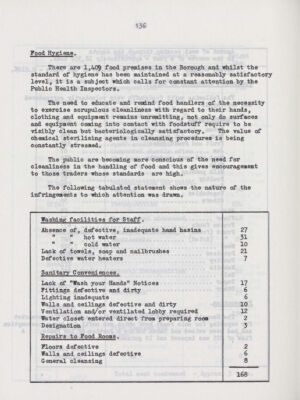 136
Food Hygiene.
There are 1,409 food premises in the Borough and whilst the
standard of hygiene has been maintained at a reasonably satisfactory
level, it is a subject which calls for constant attention by the
Public Health Inspectors.
The need to educate and remind food handlers of the necessity
to exercise scrupulous cleanliness with regard to their hands,
clothing and equipment remains unremitting, not only do surfaces
and equipment coming into contact with foodstuff require to be
visibly clean but bacteriologically satisfactory. The value of
chemical sterilising agents in cleansing procedures is being
constantly stressed.
The public are becoming more conscious of the need for
cleanliness in the handling of food and this gives encouragement
to those traders whose standards are high.
The following tabulated statement shows the nature of the
infringements to which attention was drawn.
Washing facilities for Staff.
Absence of, defective, inadequate hand basins 27
" " hot water 31
" " cold water 10
Lack of towels, soap and nailbrushes 21
Defective water heaters 7
Sanitary Conveniences.
Lack of "Wash your Hands" Notices 17
Fittings defective and dirty 6
Lighting inadequate 6
Walls and ceilings defective and dirty 10
Ventilation and/or ventilated lobby required 12
Water closet entered direct from preparing room 2
Designation 3
Repairs to Food Rooms.
Floors defective 2
Walls and ceilings defective 6
General cleansing 8
168